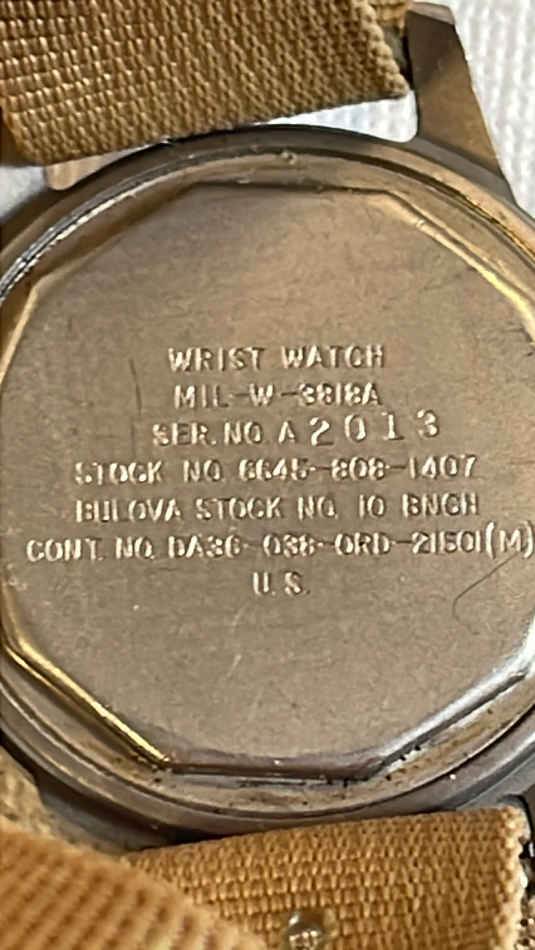 WRIST WATCH
MIL-W-3818A
SER. NO. A 2013
STOCK NO. 6645-808-1407
BULOVA STOCK NO. 10 BNCH
CONT. NO. DA36-038-ORD-21501(M)
U.S.